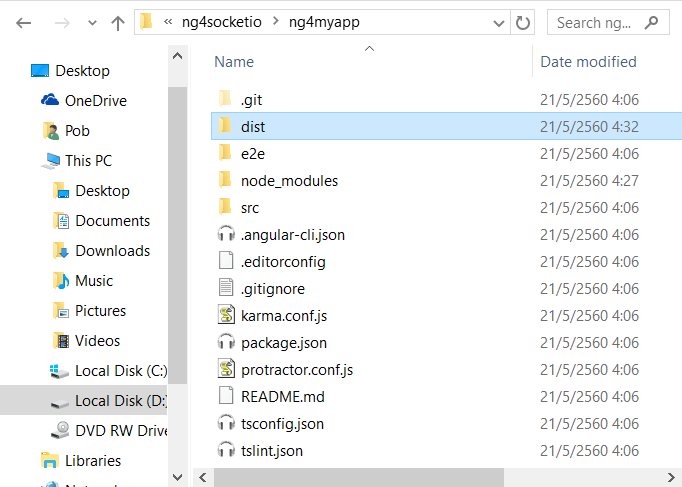 ng4socketio
ng4myapp
Search ng...
Name
Date modified
Desktop
OneDrive
Pob
This PC
Desktop
Documents
Downloads
Music
Pictures
Videos
Local Disk (C:)
Local Disk (D:)
DVD RW Drive
Libraries
.git 21/5/2560 4:06
dist 21/5/2560 4:32
e2e 21/5/2560 4:06
node_modules 21/5/2560 4:27
src 21/5/2560 4:06
.angular-cli.json 21/5/2560 4:06
.editorconfig 21/5/2560 4:06
.gitignore 21/5/2560 4:06
karma.conf.js 21/5/2560 4:06
package.json 21/5/2560 4:06
protractor.conf.js 21/5/2560 4:06
README.md 21/5/2560 4:06
tsconfig.json 21/5/2560 4:06
tslint.json 21/5/2560 4:06